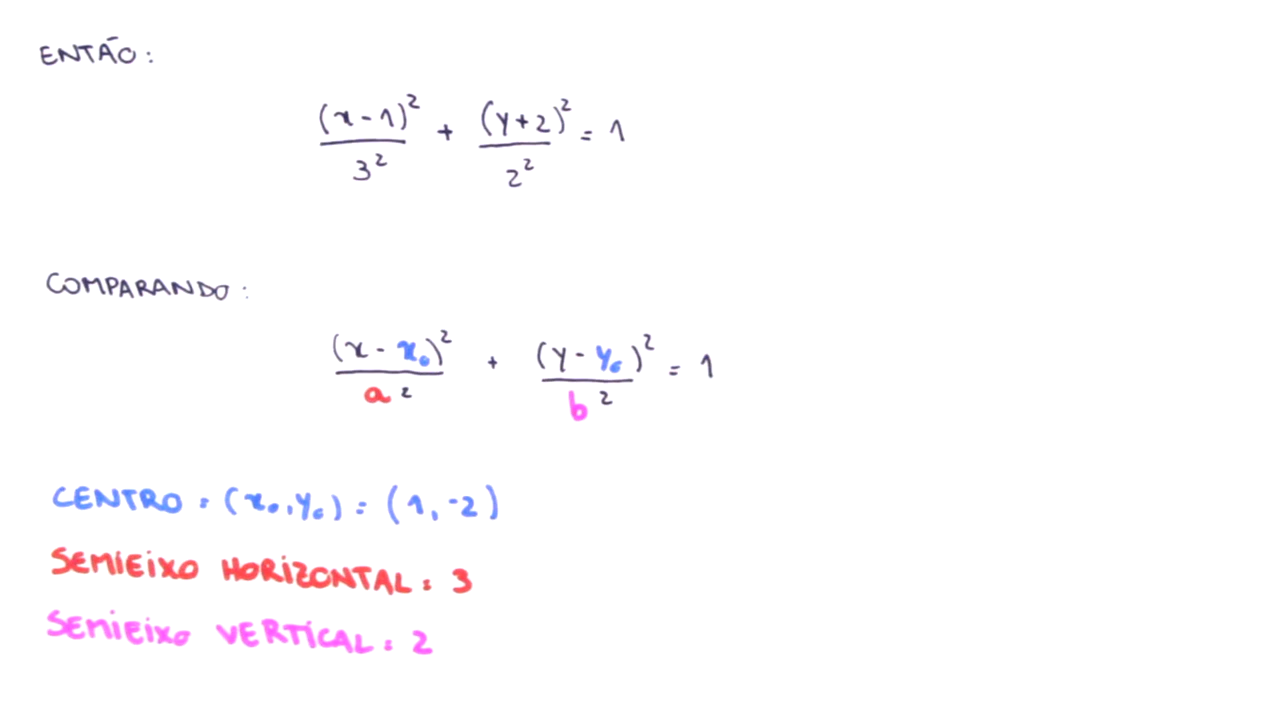 ENTÃO:
(x-1)²/3² + (y+2)²/2² = 1
COMPARANDO:
(x-x₀)²/a² + (y-y₀)²/b² = 1
CENTRO = (x₀,y₀) = (1,-2)
SEMIEIXO HORIZONTAL = 3
SEMIEIXO VERTICAL = 2